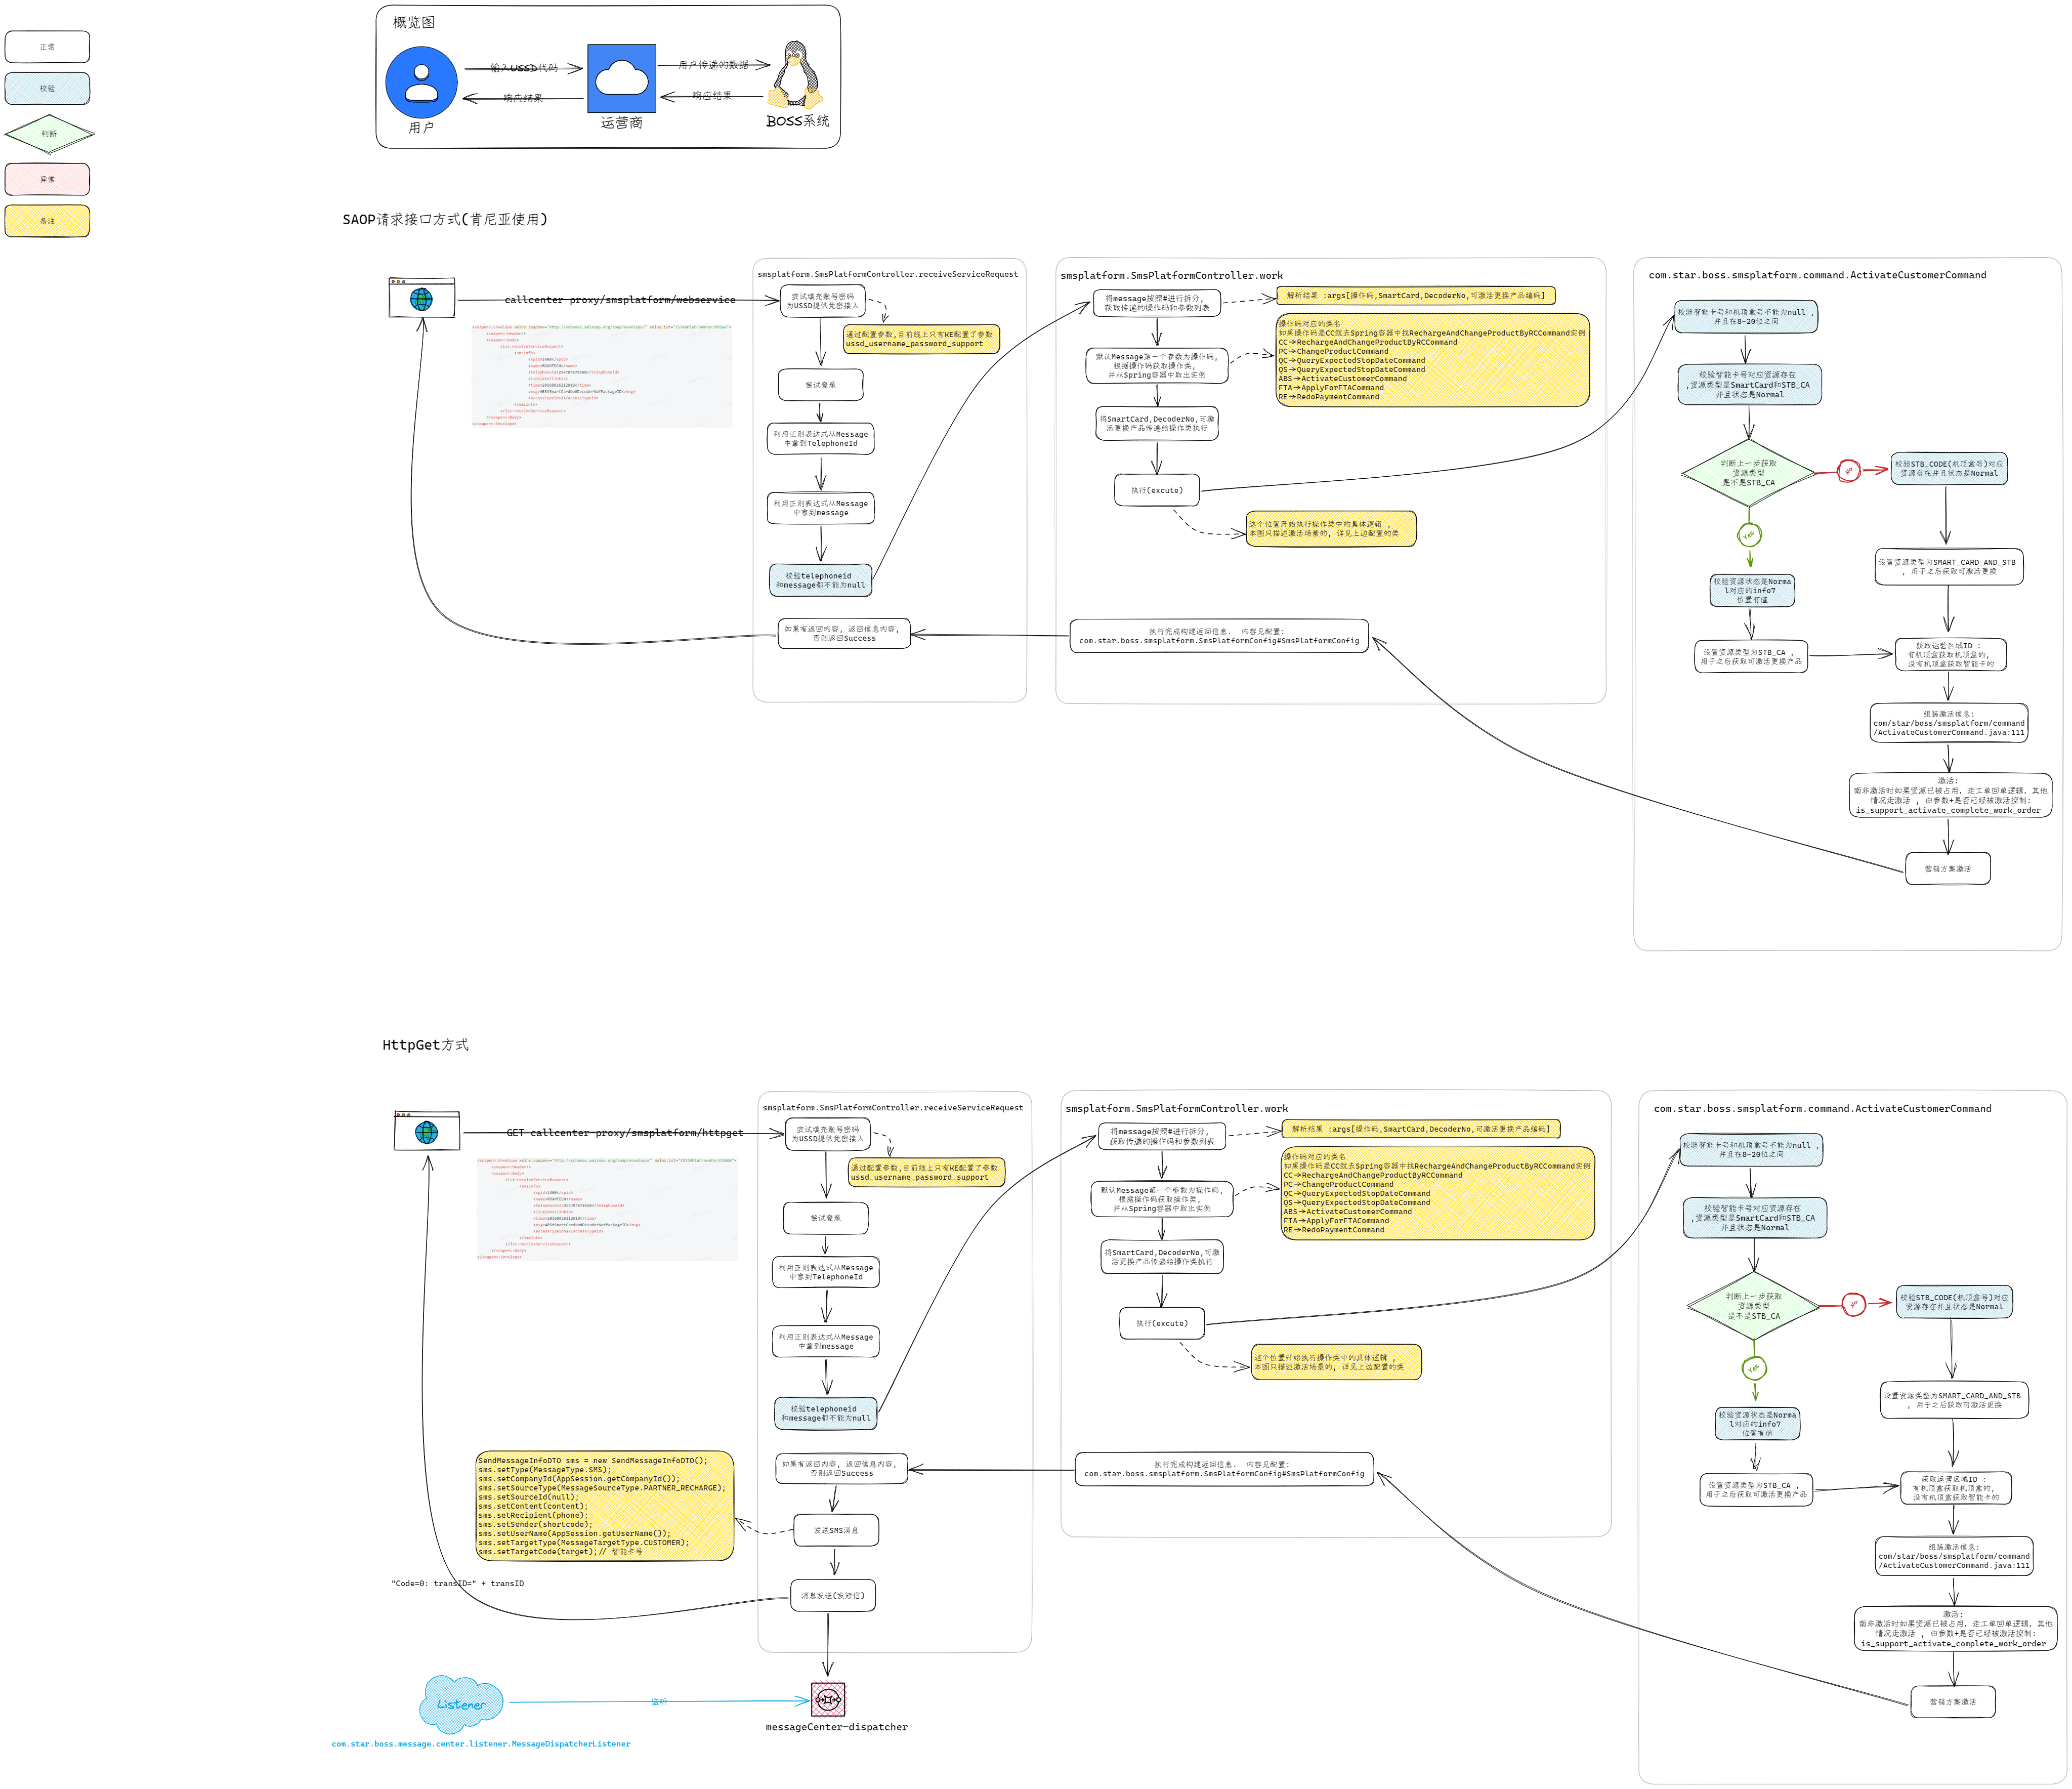 正常
校验
判断
异常
备注
概览图
输入USSD代码
用户传递的数据
响应结果
响应结果
用户
运营商
BOSS系统
SAOP请求接口方式(肯尼亚使用)
callcenter-proxy/smsplatform/webservice
smsplatform.SmsPlatformController.receiveServiceRequest
尝试填充账号密码
为USSD提供免密接入
通过配置参数,目前线上只有KE配置了参数
ussd_username_password_support
尝试登录
利用正则表达式从Message
中拿到TelephoneId
利用正则表达式从Message
中拿到message
校验telephoneid
和message都不能为null
如果有返回内容, 返回信息内容,
否则返回Success
smsplatform.SmsPlatformController.work
将message按照#进行拆分,
获取传递的操作码和参数列表
解析结果 :args[操作码,SmartCard,DecoderNo,可激活更换产品编码]
默认Message第一个参数为操作码,
根据操作码获取操作类,
并从Spring容器中取出实例
操作码对应的类名
如果操作码是CC就去Spring容器中找RechargeAndChangeProductByRCCommand实例
CC->RechargeAndChangeProductByRCCommand
PC->ChangeProductCommand
QC->QueryExpectedStopDateCommand
QS->QueryExpectedStopDateCommand
ABS->ActivateCustomerCommand
FTA->ApplyForFTACommand
RE->RedoPaymentCommand
将SmartCard,DecoderNo,可激
活更换产品传递给操作类执行
执行(excute)
这个位置开始执行操作类中的具体逻辑 ,
本图只描述激活场景的, 详见上边配置的类
执行完成构建返回信息. 内容见配置:
com.star.boss.smsplatform.SmsPlatformConfig#SmsPlatformConfig
com.star.boss.smsplatform.command.ActivateCustomerCommand
校验智能卡号和机顶盒号不能为null ,
并且在8-20位之间
校验智能卡号对应资源存在
,资源类型是SmartCard和STB_CA
并且状态是Normal
判断上一步获取
资源类型
是不是STB_CA
NO
校验STB_CODE(机顶盒号)对应
资源存在并且状态是Normal
Yes
设置资源类型为SMART_CARD_AND_STB
, 用于之后获取可激活更换
校验资源状态是Norma
l对应的info7
位置有值
设置资源类型为STB_CA ,
用于之后获取可激活更换产品
获取运营区域ID :
有机顶盒获取机顶盒的,
没有机顶盒获取智能卡的
组装激活信息:
com/star/boss/smsplatform/command
/ActivateCustomerCommand.java:111
激活:
南非激活时如果资源已被占用, 走工单回单逻辑, 其他
情况走激活 , 由参数+是否已经被激活控制:
is_support_activate_complete_work_order
营销方案激活
HttpGet方式
GET callcenter-proxy/smsplatform/httpget
smsplatform.SmsPlatformController.receiveServiceRequest
尝试填充账号密码
为USSD提供免密接入
通过配置参数,目前线上只有KE配置了参数
ussd_username_password_support
尝试登录
利用正则表达式从Message
中拿到TelephoneId
利用正则表达式从Message
中拿到message
校验telephoneid
和message都不能为null
如果有返回内容, 返回信息内容,
否则返回Success
发送SMS消息
SendMessageInfoDTO sms = new SendMessageInfoDTO();
sms.setType(MessageType.SMS);
sms.setCompanyId(AppSession.getCompanyId());
sms.setSourceType(MessageSourceType.PARTNER_RECHARGE);
sms.setSourceId(null);
sms.setContent(content);
sms.setRecipient(phone);
sms.setSender(shortcode);
sms.setUserName(AppSession.getUserName());
sms.setTargetType(MessageTargetType.CUSTOMER);
sms.setTargetCode(target);// 智能卡号
"Code=0: transID=" + transID
消息发送(发短信)
Listener
监听
messageCenter-dispatcher
com.star.boss.message.center.listener.MessageDispatcherListener
smsplatform.SmsPlatformController.work
将message按照#进行拆分,
获取传递的操作码和参数列表
解析结果 :args[操作码,SmartCard,DecoderNo,可激活更换产品编码]
默认Message第一个参数为操作码,
根据操作码获取操作类,
并从Spring容器中取出实例
操作码对应的类名
如果操作码是CC就去Spring容器中找RechargeAndChangeProductByRCCommand实例
CC->RechargeAndChangeProductByRCCommand
PC->ChangeProductCommand
QC->QueryExpectedStopDateCommand
QS->QueryExpectedStopDateCommand
ABS->ActivateCustomerCommand
FTA->ApplyForFTACommand
RE->RedoPaymentCommand
将SmartCard,DecoderNo,可激
活更换产品传递给操作类执行
执行(excute)
这个位置开始执行操作类中的具体逻辑 ,
本图只描述激活场景的, 详见上边配置的类
执行完成构建返回信息. 内容见配置:
com.star.boss.smsplatform.SmsPlatformConfig#SmsPlatformConfig
com.star.boss.smsplatform.command.ActivateCustomerCommand
校验智能卡号和机顶盒号不能为null ,
并且在8-20位之间
校验智能卡号对应资源存在
,资源类型是SmartCard和STB_CA
并且状态是Normal
判断上一步获取
资源类型
是不是STB_CA
NO
校验STB_CODE(机顶盒号)对应
资源存在并且状态是Normal
Yes
设置资源类型为SMART_CARD_AND_STB
, 用于之后获取可激活更换
校验资源状态是Norma
l对应的info7
位置有值
设置资源类型为STB_CA ,
用于之后获取可激活更换产品
获取运营区域ID :
有机顶盒获取机顶盒的,
没有机顶盒获取智能卡的
组装激活信息:
com/star/boss/smsplatform/command
/ActivateCustomerCommand.java:111
激活:
南非激活时如果资源已被占用, 走工单回单逻辑, 其他
情况走激活 , 由参数+是否已经被激活控制:
is_support_activate_complete_work_order
营销方案激活